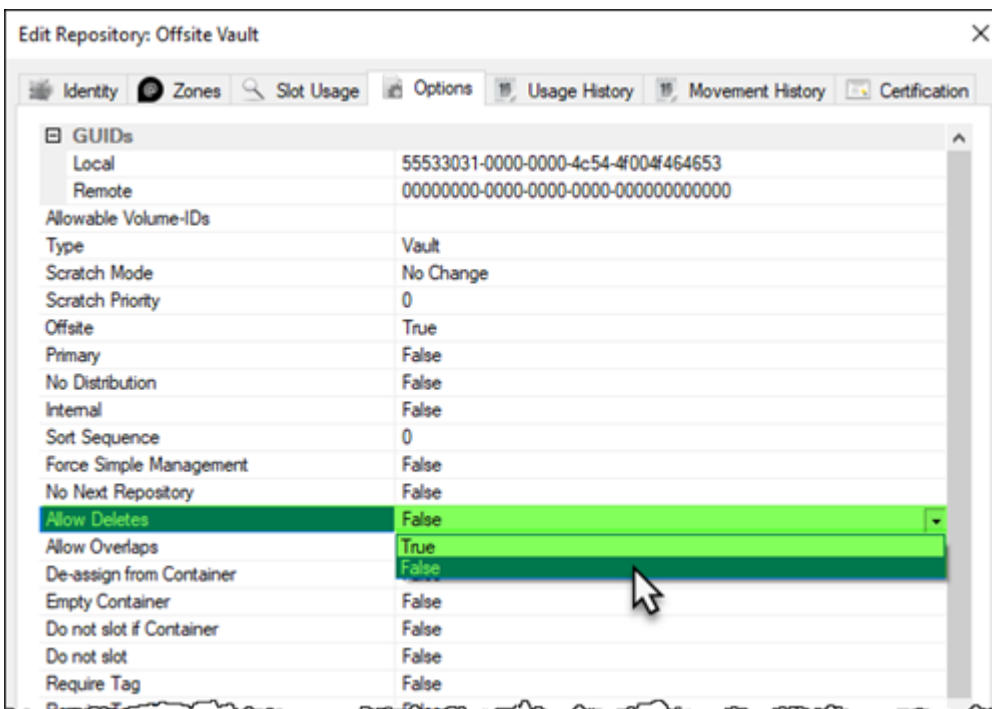 Edit Repository: Offsite Vault
Identity Zones Slot Usage Options Usage History Movement History Certification
GUIDs
Local 55533031-0000-0000-4c54-4f004f464653
Remote 00000000-0000-0000-0000-000000000000
Allowable Volume-IDs
Type Vault
Scratch Mode No Change
Scratch Priority 0
Offsite True
Primary False
No Distribution False
Internal False
Sort Sequence 0
Force Simple Management False
No Next Repository False
Allow Deletes False
Allow Overlaps True
De-assign from Container False
Empty Container False
Do not slot if Container False
Do not slot False
Require Tag False